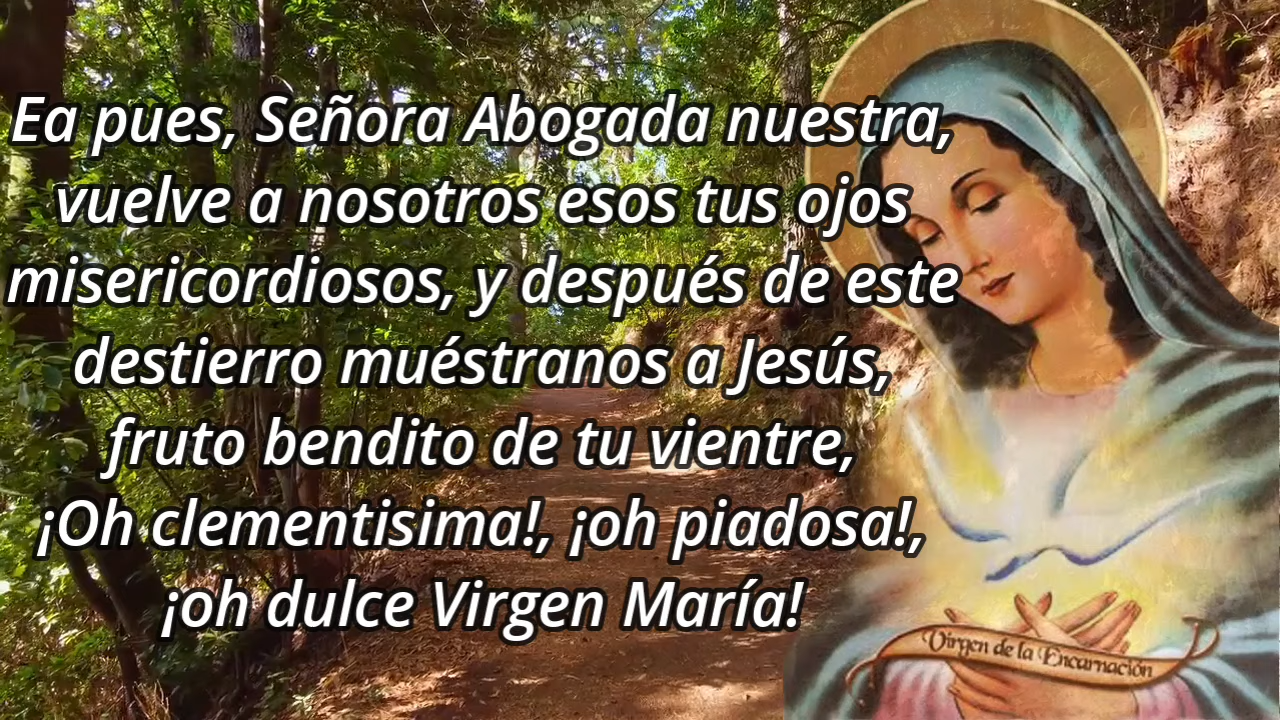 Ea pues, Señora Abogada nuestra,
vuelve a nosotros esos tus ojos
misericordiosos, y después de este
destierro muéstranos a Jesús,
fruto bendito de tu vientre,
¡Oh clementisima!, ¡oh piadosa!,
¡oh dulce Virgen María!
Virgen de la Encarnación